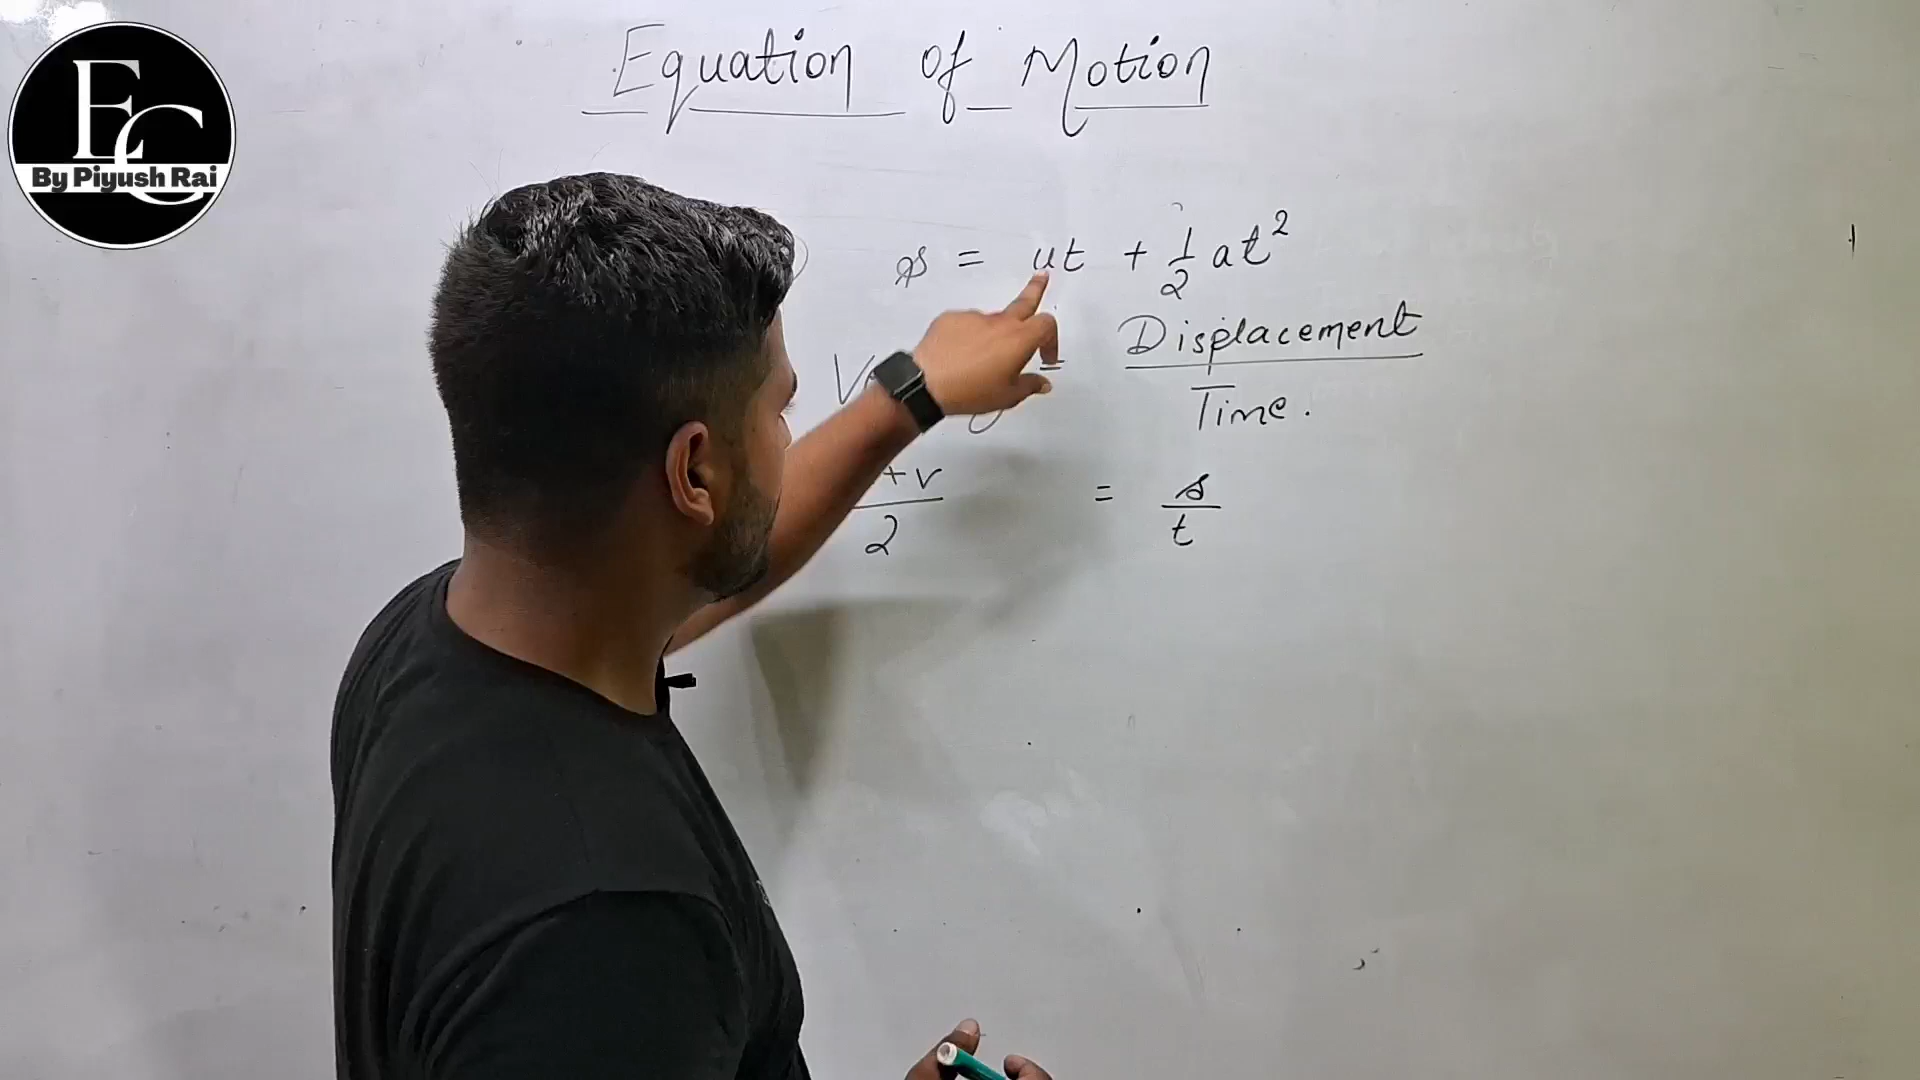 EC
By Piyush Rai
Equation of Motion
s = ut + 1/2 at²
= Displacement / Time.
+v / 2 = s / t